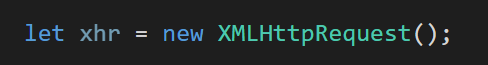 let xhr = new XMLHttpRequest();